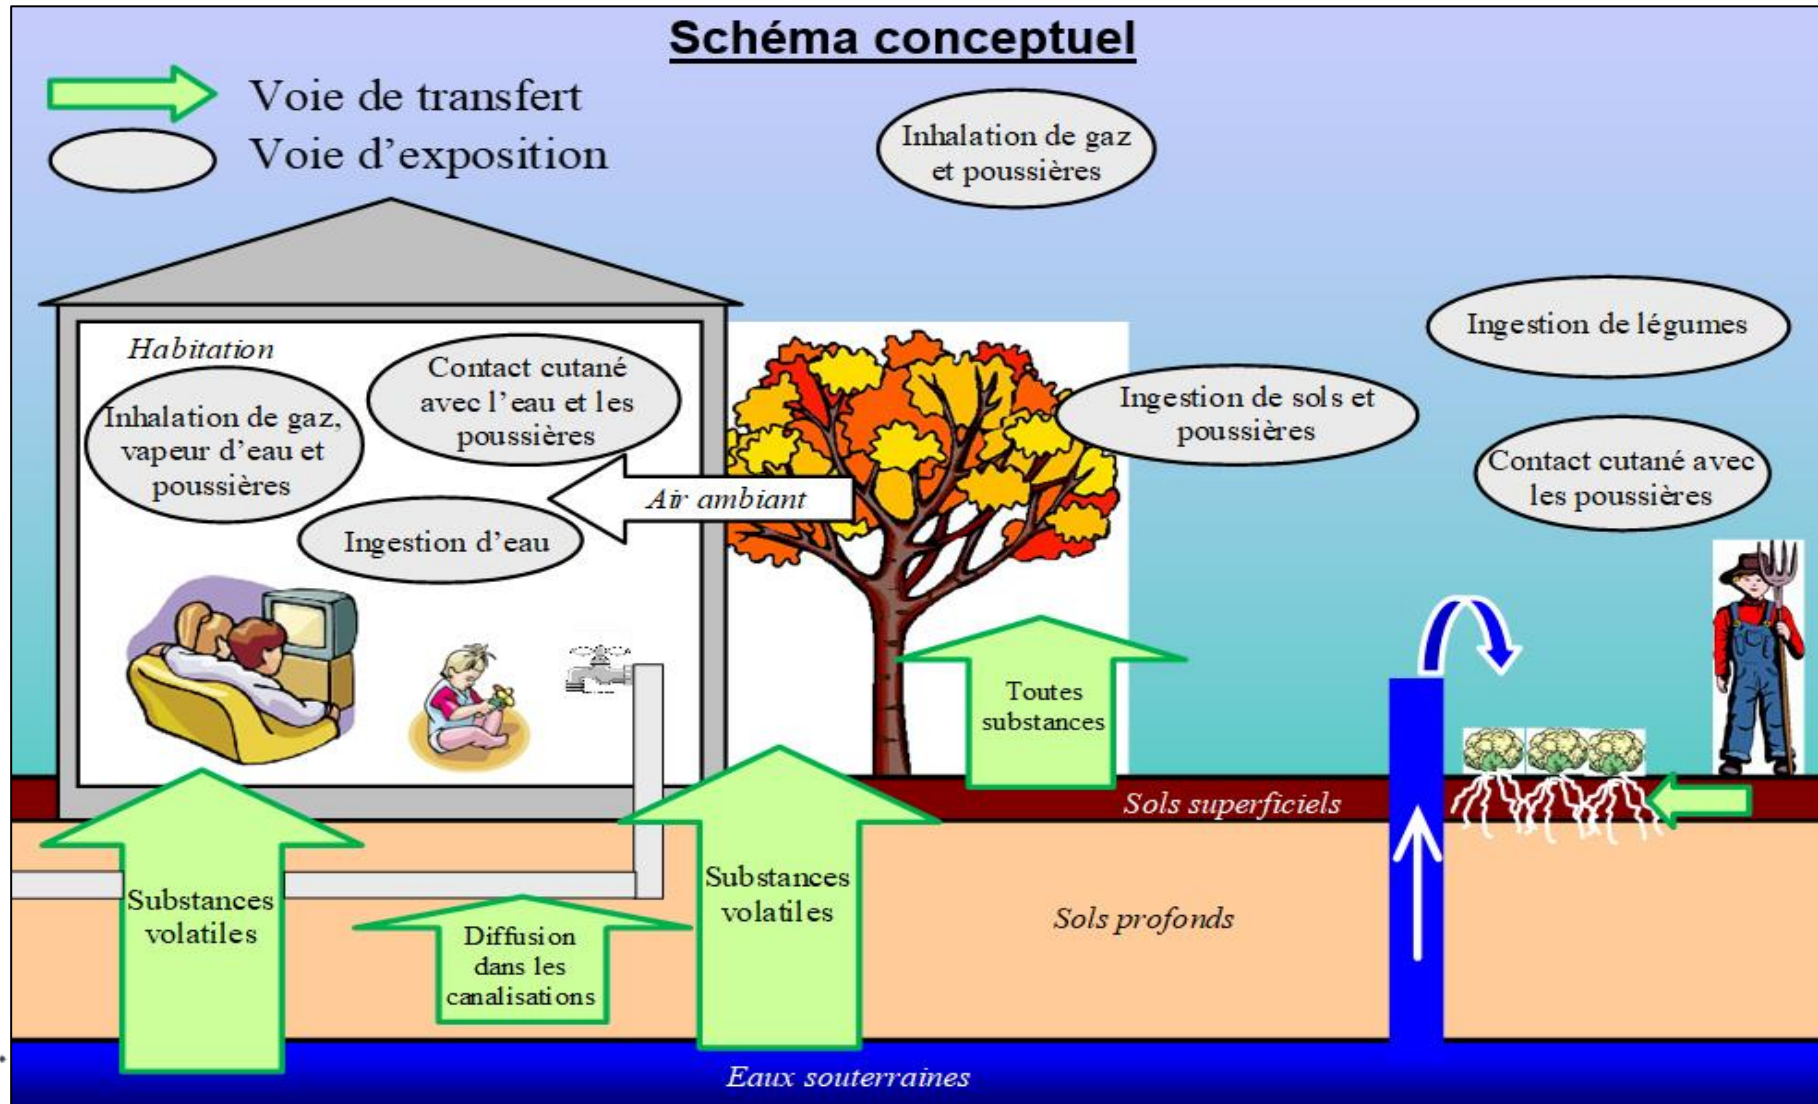 Schéma conceptuel
Voie de transfert
Voie d'exposition
Inhalation de gaz
et poussières
Habitation
Inhalation de gaz,
vapeur d'eau et
poussières
Contact cutané
avec l'eau et les
poussières
Ingestion d'eau
Air ambiant
Ingestion de sols et
poussières
Ingestion de légumes
Contact cutané avec
les poussières
Toutes
substances
Sols superficiels
Substances
volatiles
Diffusion
dans les
canalisations
Substances
volatiles
Sols profonds
Eaux souterraines